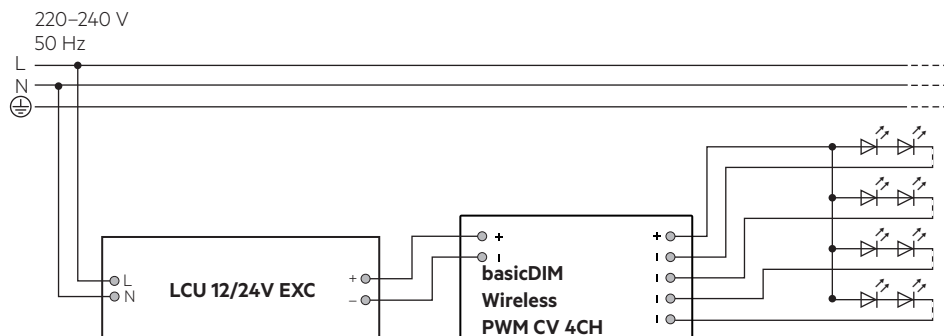 220–240 V
50 Hz
L
N
L
N
LCU 12/24V EXC
+
–
+
–
basicDIM
Wireless
PWM CV 4CH
+
–
–
–
–